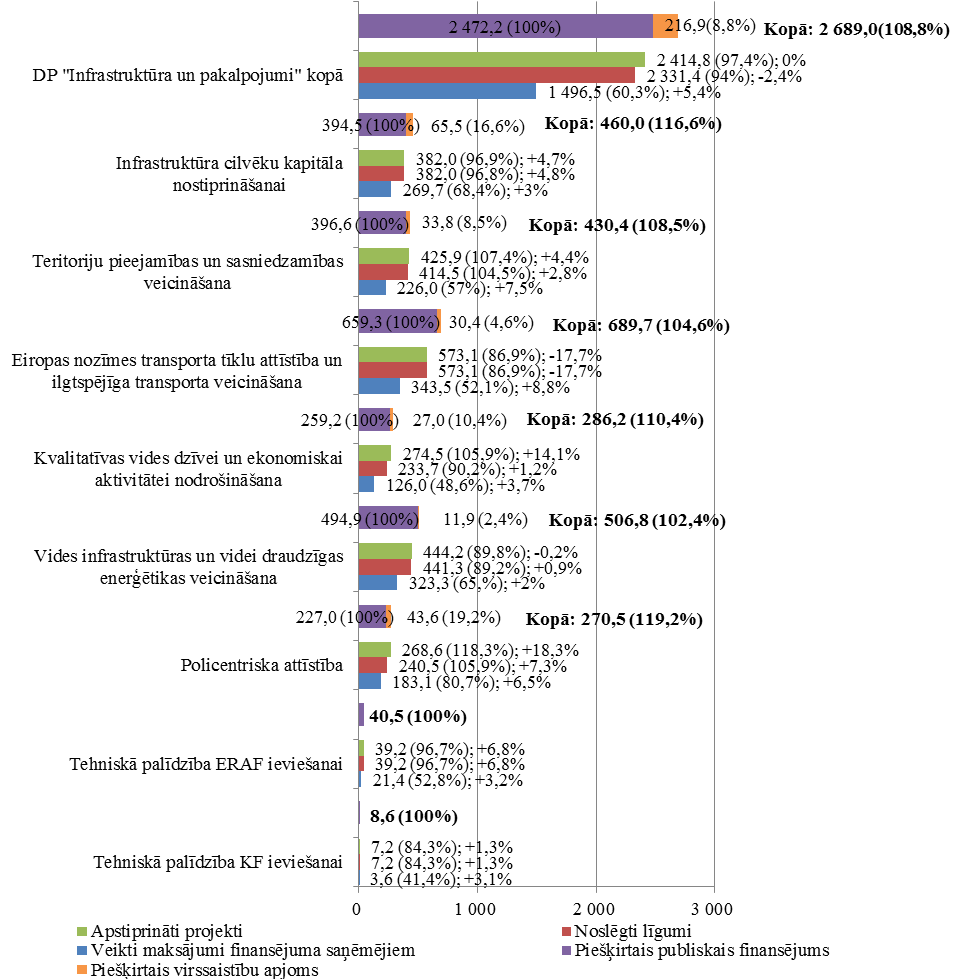 2 472,2 (100%) 216,9(8,8%) Kopā: 2 689,0(108,8%)
DP "Infrastruktūra un pakalpojumi" kopā
2 414,8 (97,4%); 0%
2 331,4 (94%); -2,4%
1 496,5 (60,3%); +5,4%
394,5 (100%) 65,5 (16,6%) Kopā: 460,0 (116,6%)
Infrastruktūra cilvēku kapitāla
nostiprināšanai
382,0 (96,9%); +4,7%
382,0 (96,8%); +4,8%
269,7 (68,4%); +3%
396,6 (100%) 33,8 (8,5%) Kopā: 430,4 (108,5%)
Teritoriju pieejamības un sasniedzamības
veicināšana
425,9 (107,4%); +4,4%
414,5 (104,5%); +2,8%
226,0 (57%); +7,5%
659,3 (100%) 30,4 (4,6%) Kopā: 689,7 (104,6%)
Eiropas nozīmes transporta tīklu attīstība un
ilgtspējīga transporta veicināšana
573,1 (86,9%); -17,7%
573,1 (86,9%); -17,7%
343,5 (52,1%); +8,8%
259,2 (100%) 27,0 (10,4%) Kopā: 286,2 (110,4%)
Kvalitatīvas vides dzīvei un ekonomiskai
aktivitātei nodrošināšana
274,5 (105,9%); +14,1%
233,7 (90,2%); +1,2%
126,0 (48,6%); +3,7%
494,9 (100%) 11,9 (2,4%) Kopā: 506,8 (102,4%)
Vides infrastruktūras un videi draudzīgas
enerģētikas veicināšana
444,2 (89,8%); -0,2%
441,3 (89,2%); +0,9%
323,3 (65,%); +2%
227,0 (100%) 43,6 (19,2%) Kopā: 270,5 (119,2%)
Policentriska attīstība
268,6 (118,3%); +18,3%
240,5 (105,9%); +7,3%
183,1 (80,7%); +6,5%
40,5 (100%)
Tehniskā palīdzība ERAF ieviešanai
39,2 (96,7%); +6,8%
39,2 (96,7%); +6,8%
21,4 (52,8%); +3,2%
8,6 (100%)
Tehniskā palīdzība KF ieviešanai
7,2 (84,3%); +1,3%
7,2 (84,3%); +1,3%
3,6 (41,4%); +3,1%
0 1 000 2 000 3 000
Apstiprināti projekti Noslēgti līgumi
Veikti maksājumi finansējuma saņēmējiem Piešķirtais publiskais finansējums
Piešķirtais virssaistību apjoms